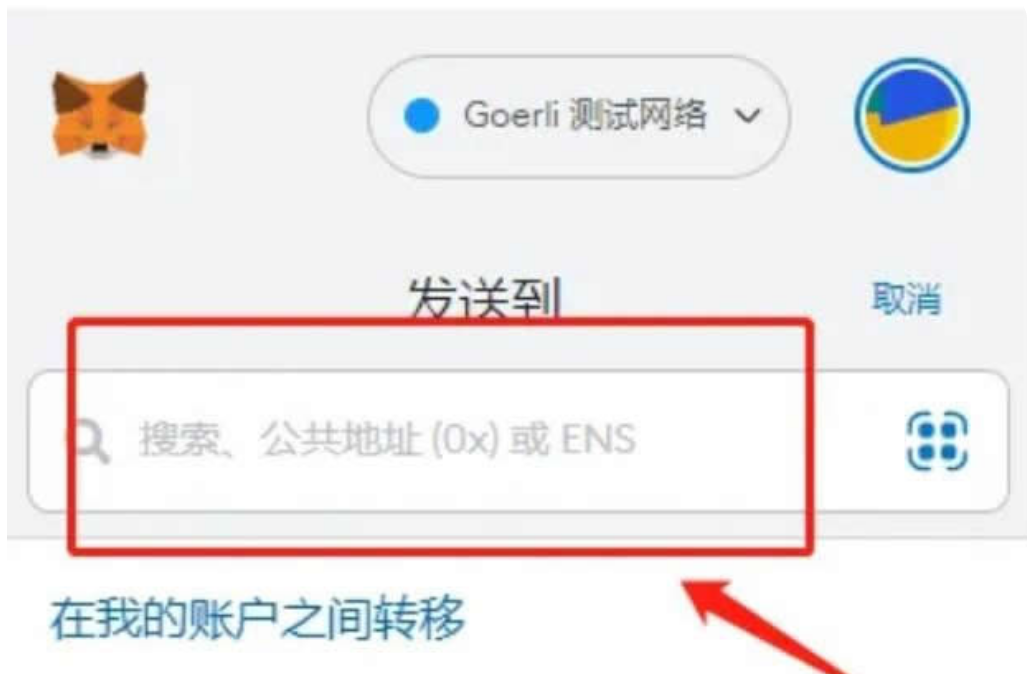 Goerli 测试网络
发送到
取消
搜索、公共地址 (0x) 或 ENS
在我的账户之间转移